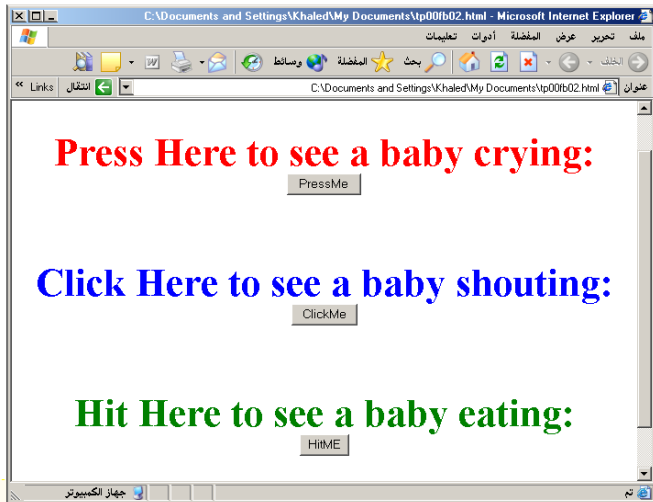 C:\Documents and Settings\Khaled\My Documents\tp00fb02.html - Microsoft Internet Explorer
ملف تحرير عرض المفضلة أدوات تعليمات
الخلف بحث المفضلة وسائط
عنوان C:\Documents and Settings\Khaled\My Documents\tp00fb02.html انتقال Links
Press Here to see a baby crying:
PressMe
Click Here to see a baby shouting:
ClickMe
Hit Here to see a baby eating:
HitME
تم جهاز الكمبيوتر